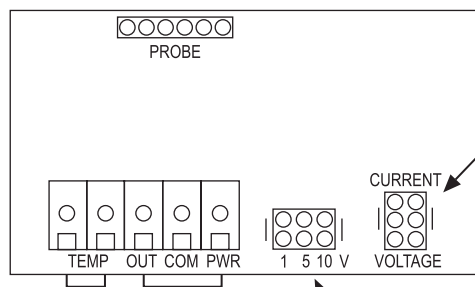 PROBE
CURRENT
TEMP OUT COM PWR
1 5 10 V
VOLTAGE